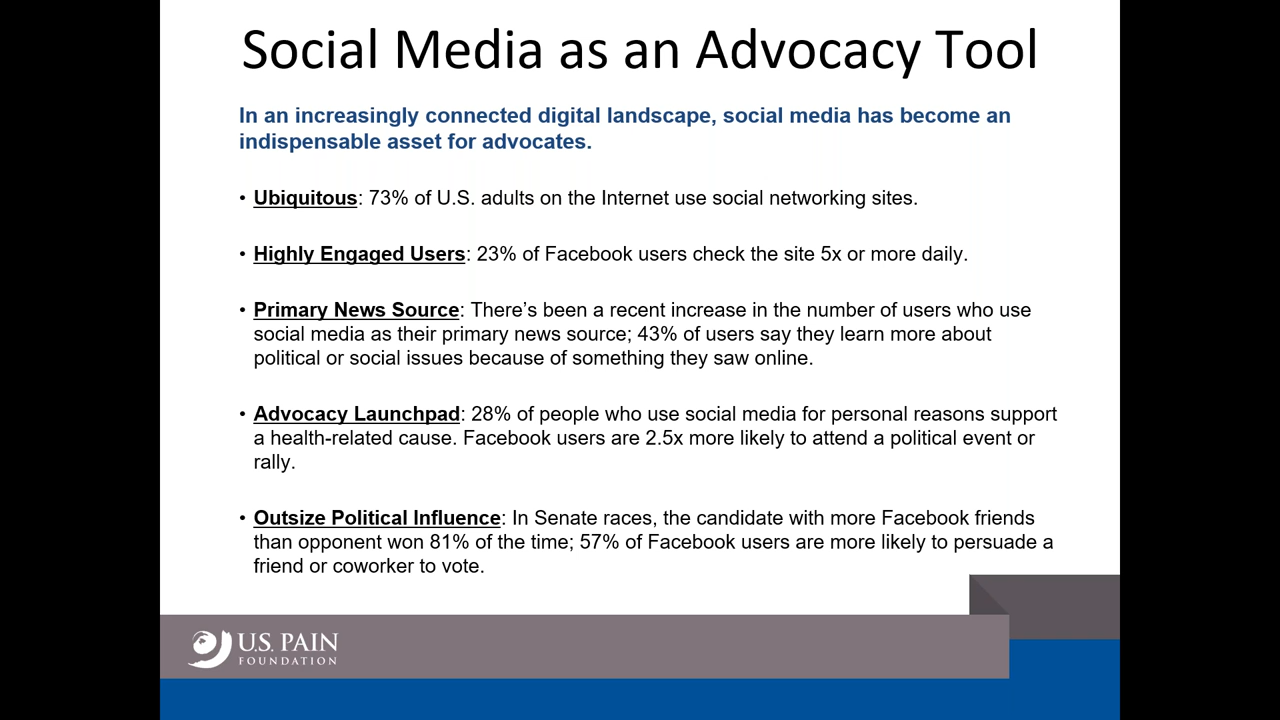 Social Media as an Advocacy Tool
In an increasingly connected digital landscape, social media has become an
indispensable asset for advocates.
• Ubiquitous: 73% of U.S. adults on the Internet use social networking sites.
• Highly Engaged Users: 23% of Facebook users check the site 5x or more daily.
• Primary News Source: There’s been a recent increase in the number of users who use
social media as their primary news source; 43% of users say they learn more about
political or social issues because of something they saw online.
• Advocacy Launchpad: 28% of people who use social media for personal reasons support
a health-related cause. Facebook users are 2.5x more likely to attend a political event or
rally.
• Outsize Political Influence: In Senate races, the candidate with more Facebook friends
than opponent won 81% of the time; 57% of Facebook users are more likely to persuade a
friend or coworker to vote.
U.S. PAIN
FOUNDATION